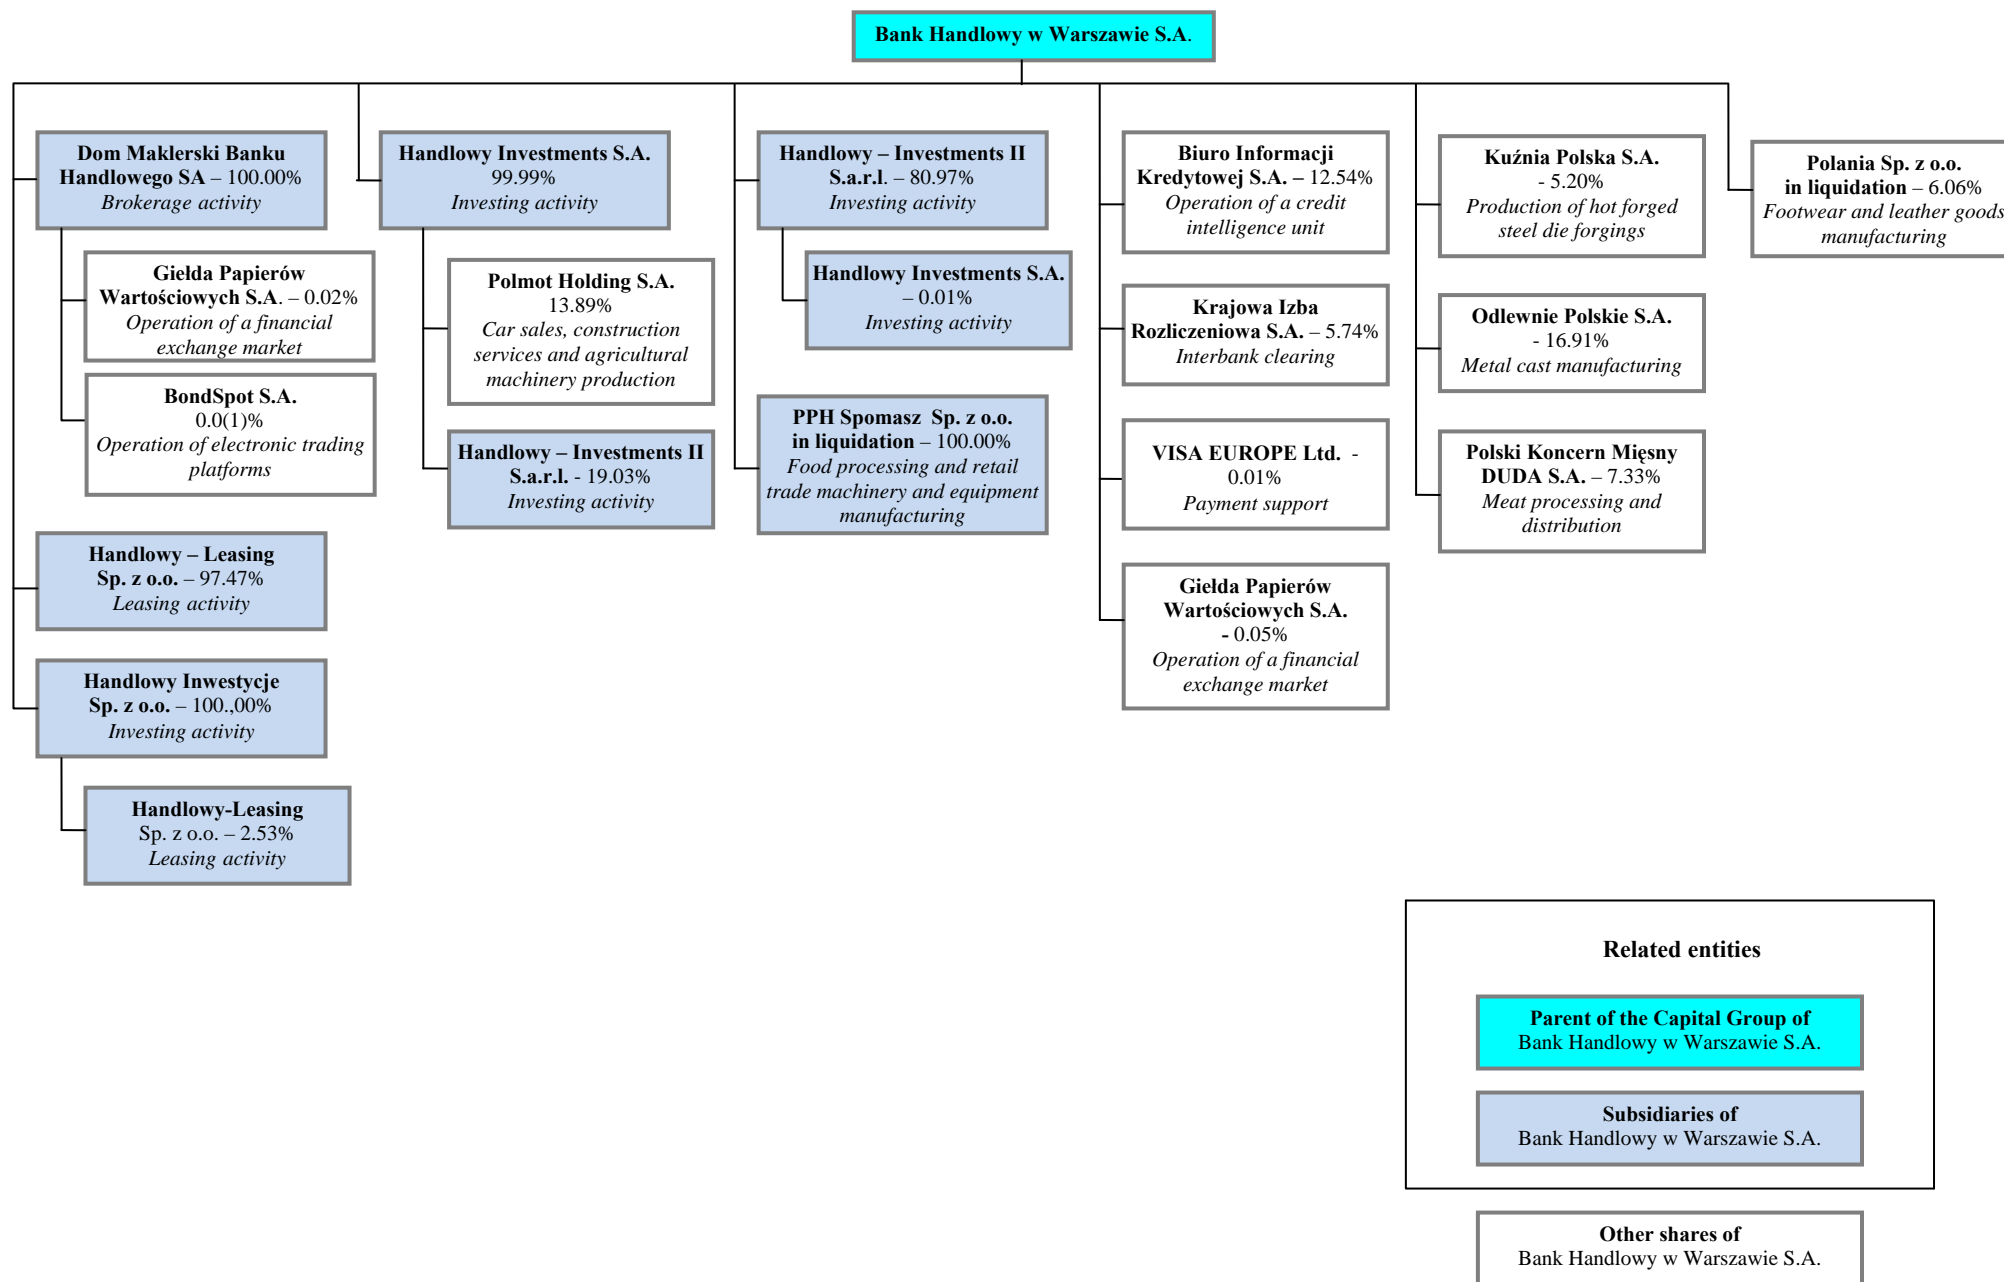 Bank Handlowy w Warszawie S.A.
Dom Maklerski Banku
Handlowego SA – 100.00%
Brokerage activity
Giełda Papierów
Wartościowych S.A. – 0.02%
Operation of a financial
exchange market
BondSpot S.A.
0.0(1)%
Operation of electronic trading
platforms
Handlowy – Leasing
Sp. z o.o. – 97.47%
Leasing activity
Handlowy Inwestycje
Sp. z o.o. – 100.,00%
Investing activity
Handlowy-Leasing
Sp. z o.o. – 2.53%
Leasing activity
Handlowy Investments S.A.
99.99%
Investing activity
Polmot Holding S.A.
13.89%
Car sales, construction
services and agricultural
machinery production
Handlowy – Investments II
S.a.r.l. - 19.03%
Investing activity
Handlowy – Investments II
S.a.r.l. – 80.97%
Investing activity
Handlowy Investments S.A.
– 0.01%
Investing activity
PPH Spomasz Sp. z o.o.
in liquidation – 100.00%
Food processing and retail
trade machinery and equipment
manufacturing
Biuro Informacji
Kredytowej S.A. – 12.54%
Operation of a credit
intelligence unit
Krajowa Izba
Rozliczeniowa S.A. – 5.74%
Interbank clearing
VISA EUROPE Ltd. -
0.01%
Payment support
Giełda Papierów
Wartościowych S.A.
- 0.05%
Operation of a financial
exchange market
Kuźnia Polska S.A.
- 5.20%
Production of hot forged
steel die forgings
Odlewnie Polskie S.A.
- 16.91%
Metal cast manufacturing
Polski Koncern Mięsny
DUDA S.A. – 7.33%
Meat processing and
distribution
Polania Sp. z o.o.
in liquidation – 6.06%
Footwear and leather goods
manufacturing
Related entities
Parent of the Capital Group of
Bank Handlowy w Warszawie S.A.
Subsidiaries of
Bank Handlowy w Warszawie S.A.
Other shares of
Bank Handlowy w Warszawie S.A.